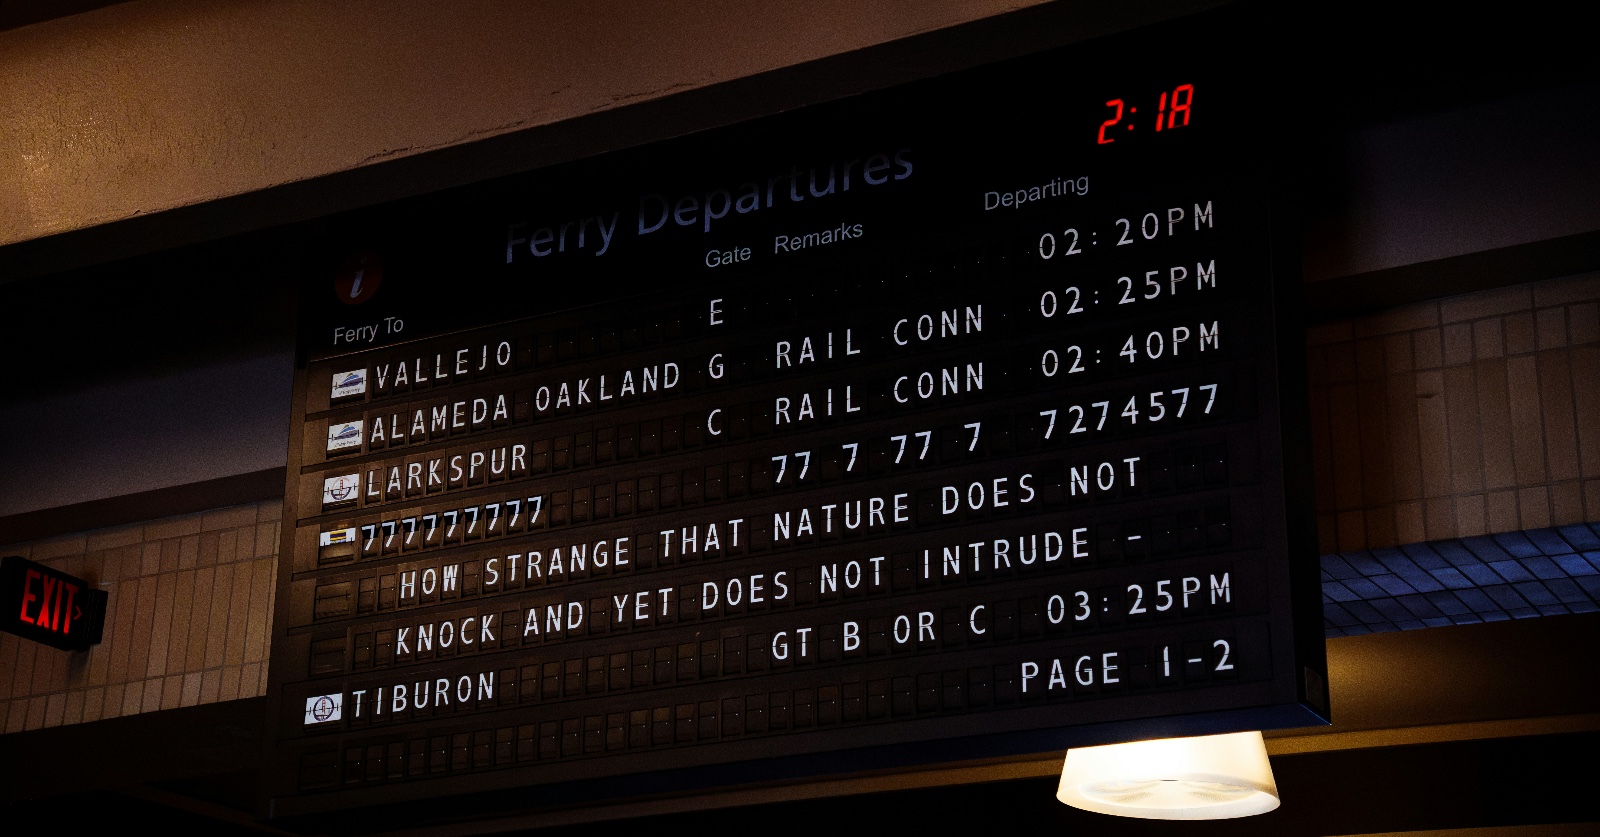 2:18
Ferry Departures
Ferry To Gate Remarks Departing
VALLEJO E 02:20PM
ALAMEDA OAKLAND G RAIL CONN 02:25PM
LARKSPUR C RAIL CONN 02:40PM
777777777 77 7 77 7 7274577
HOW STRANGE THAT NATURE DOES NOT
KNOCK AND YET DOES NOT INTRUDE -
TIBURON GT B OR C 03:25PM
PAGE 1-2
EXIT